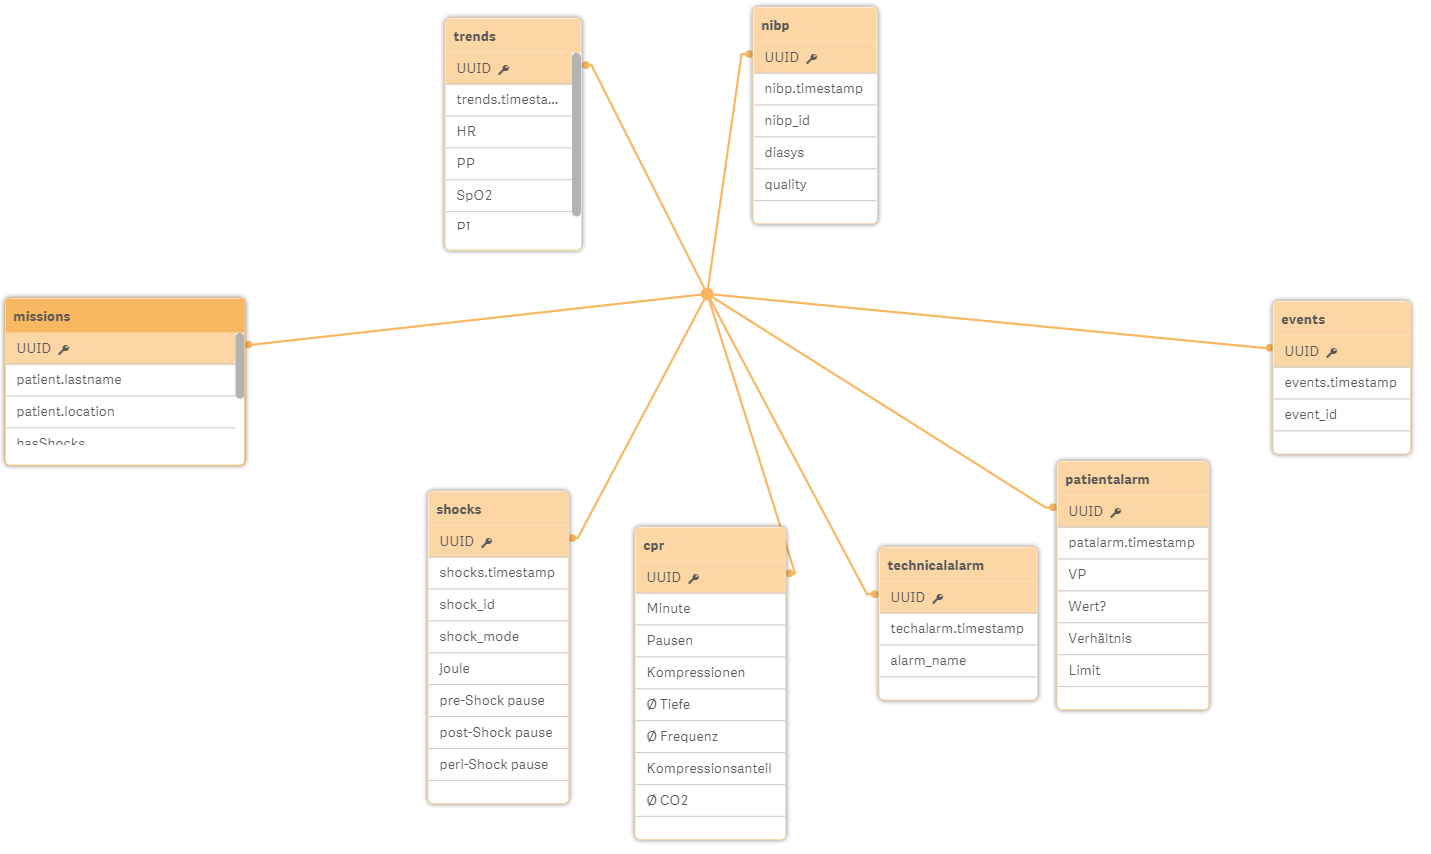 trends
UUID
trends.timesta...
HR
PP
SpO2
PI
nibp
UUID
nibp.timestamp
nibp_id
diasys
quality
missions
UUID
patient.lastname
patient.location
hasShocks
events
UUID
events.timestamp
event_id
shocks
UUID
shocks.timestamp
shock_id
shock_mode
joule
pre-Shock pause
post-Shock pause
peri-Shock pause
cpr
UUID
Minute
Pausen
Kompressionen
Ø Tiefe
Ø Frequenz
Kompressionsanteil
Ø CO2
technicalalarm
UUID
techalarm.timestamp
alarm_name
patientalarm
UUID
patalarm.timestamp
VP
Wert?
Verhältnis
Limit